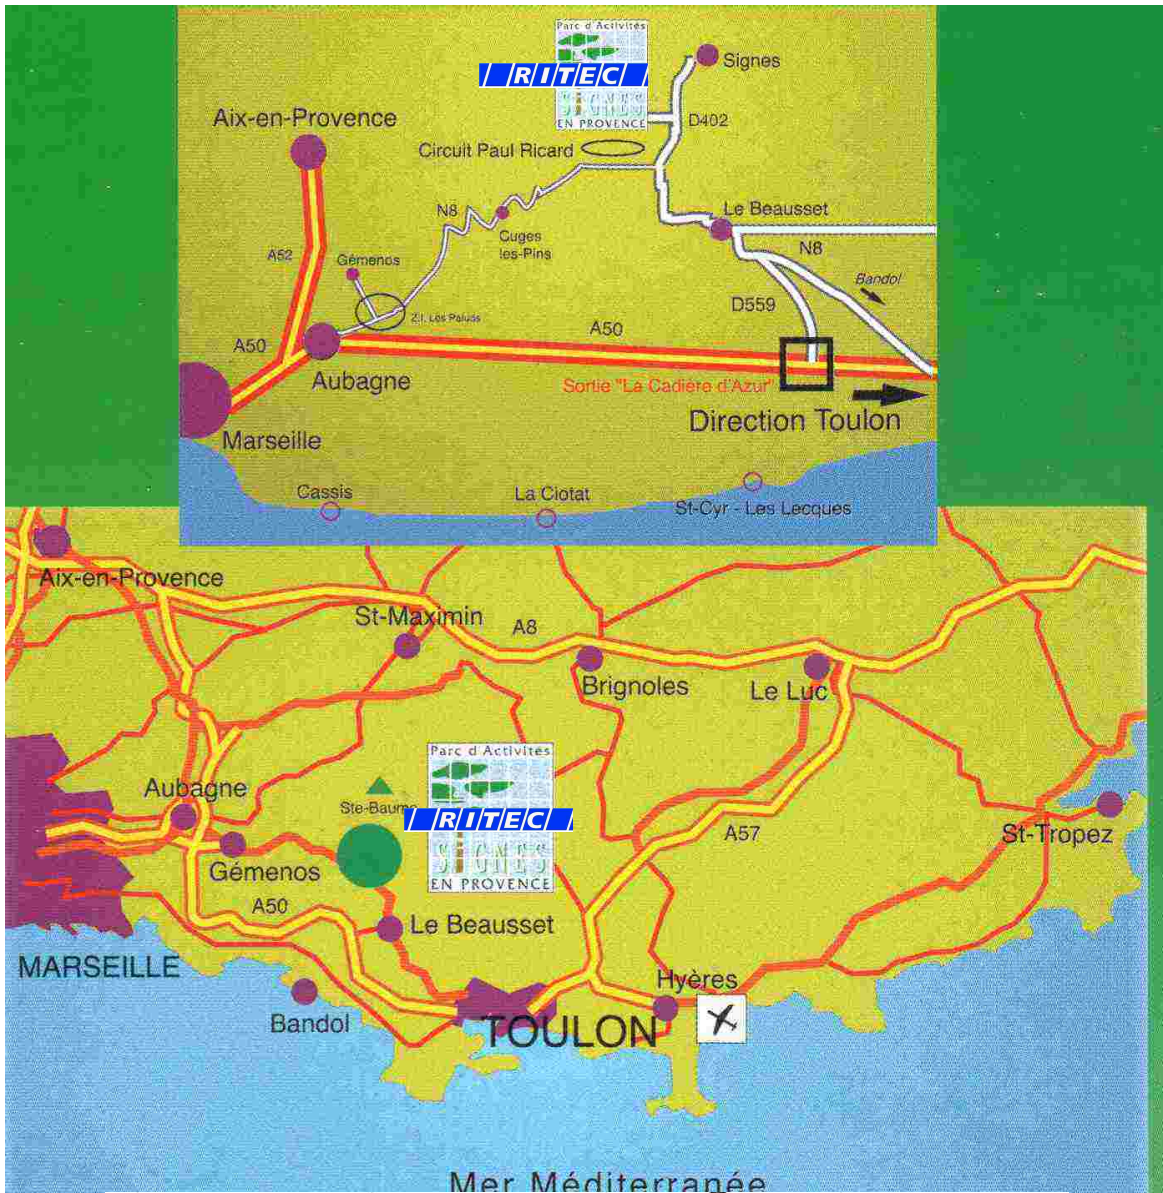 Parc d'Activités
RITEC
SIGNES
EN PROVENCE
Signes
Aix-en-Provence
D402
Circuit Paul Ricard
N8
Le Beausset
Cuges
les-Pins
N8
A52
Gémenos
Bandol
D559
Z.I. Les Paluds
A50
A50
Aubagne
Sortie "La Cadière d'Azur"
Direction Toulon
Marseille
Cassis
La Ciotat
St-Cyr - Les Lecques
Aix-en-Provence
St-Maximin
A8
Brignoles
Le Luc
Parc d'Activités
Aubagne
Ste-Baume
RITEC
SIGNES
EN PROVENCE
A57
St-Tropez
Gémenos
A50
Le Beausset
MARSEILLE
Hyères
Bandol
TOULON
Mer Méditerranée